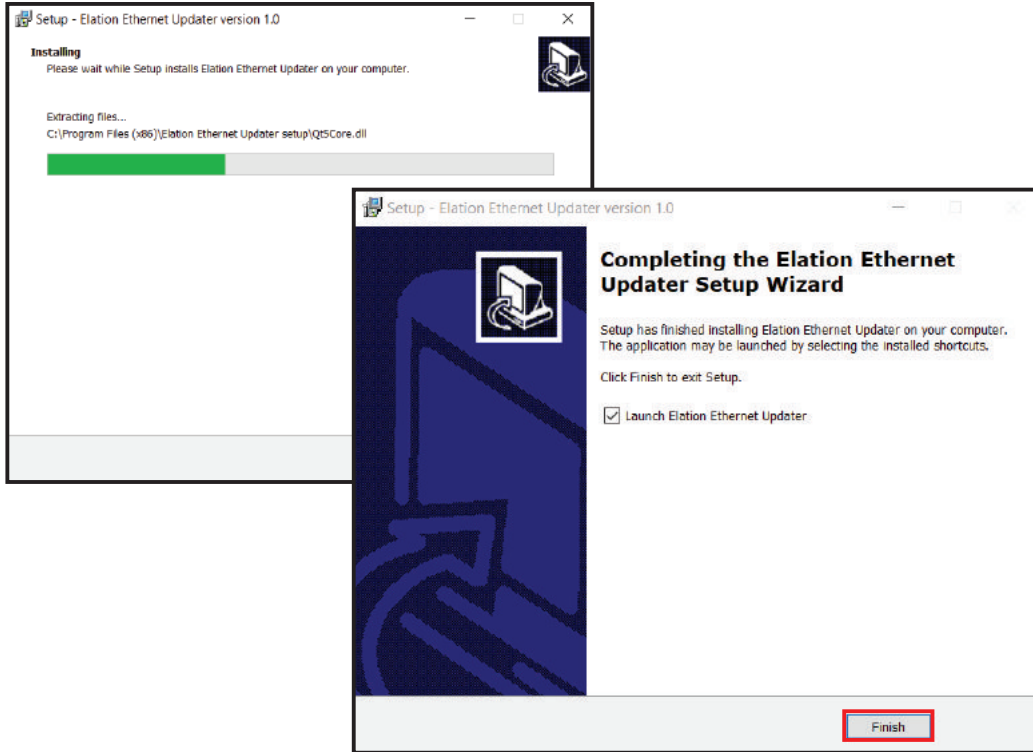 Setup - Elation Ethernet Updater version 1.0
Installing
Please wait while Setup installs Elation Ethernet Updater on your computer.
Extracting files...
C:\Program Files (x86)\Elation Ethernet Updater setup\Qt5Core.dll
Setup - Elation Ethernet Updater version 1.0
Completing the Elation Ethernet
Updater Setup Wizard
Setup has finished installing Elation Ethernet Updater on your computer.
The application may be launched by selecting the installed shortcuts.
Click Finish to exit Setup.
Launch Elation Ethernet Updater
Finish